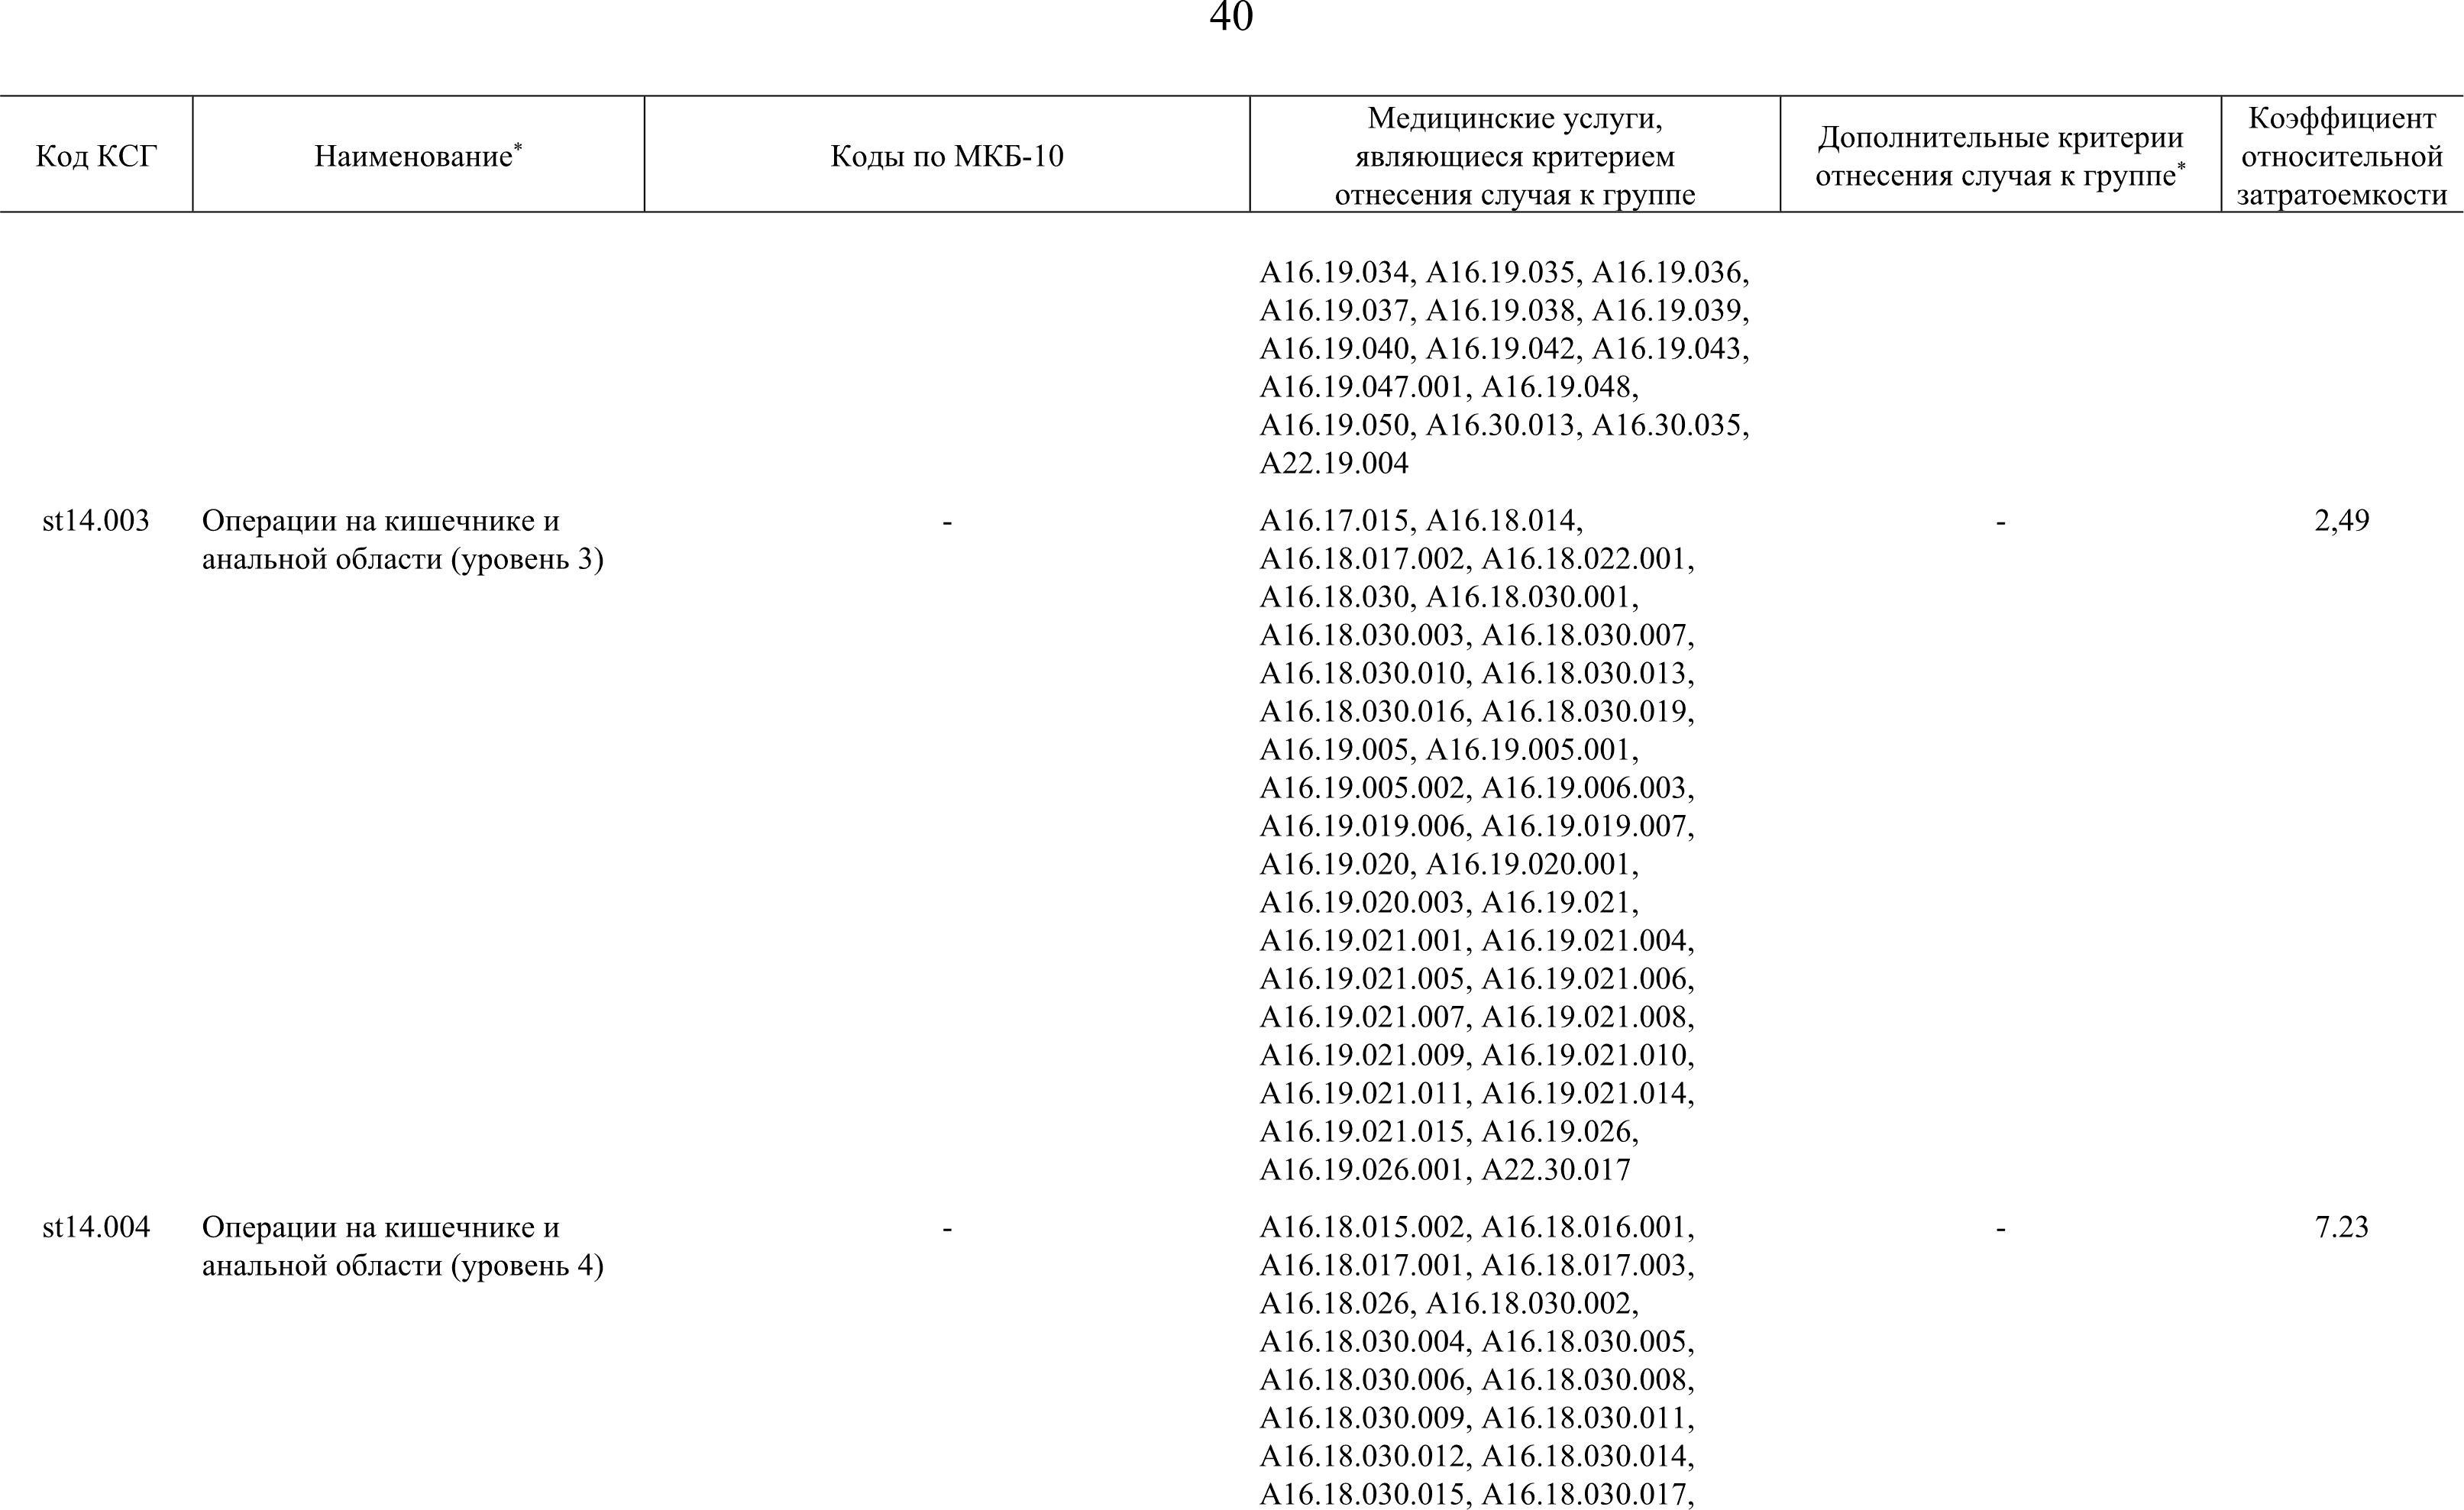 40
Код КСГ
Наименование*
Коды по МКБ-10
Медицинские услуги,
являющиеся критерием
отнесения случая к группе
Дополнительные критерии
отнесения случая к группе*
Коэффициент
относительной
затратоемкости
A16.19.034, A16.19.035, A16.19.036,
A16.19.037, A16.19.038, A16.19.039,
A16.19.040, A16.19.042, A16.19.043,
A16.19.047.001, A16.19.048,
A16.19.050, A16.30.013, A16.30.035,
A22.19.004
st14.003 Операции на кишечнике и - A16.17.015, A16.18.014, - 2,49
анальной области (уровень 3) A16.18.017.002, A16.18.022.001,
A16.18.030, A16.18.030.001,
A16.18.030.003, A16.18.030.007,
A16.18.030.010, A16.18.030.013,
A16.18.030.016, A16.18.030.019,
A16.19.005, A16.19.005.001,
A16.19.005.002, A16.19.006.003,
A16.19.019.006, A16.19.019.007,
A16.19.020, A16.19.020.001,
A16.19.020.003, A16.19.021,
A16.19.021.001, A16.19.021.004,
A16.19.021.005, A16.19.021.006,
A16.19.021.007, A16.19.021.008,
A16.19.021.009, A16.19.021.010,
A16.19.021.011, A16.19.021.014,
A16.19.021.015, A16.19.026,
A16.19.026.001, A22.30.017
st14.004 Операции на кишечнике и - A16.18.015.002, A16.18.016.001, - 7.23
анальной области (уровень 4) A16.18.017.001, A16.18.017.003,
A16.18.026, A16.18.030.002,
A16.18.030.004, A16.18.030.005,
A16.18.030.006, A16.18.030.008,
A16.18.030.009, A16.18.030.011,
A16.18.030.012, A16.18.030.014,
A16.18.030.015, A16.18.030.017,